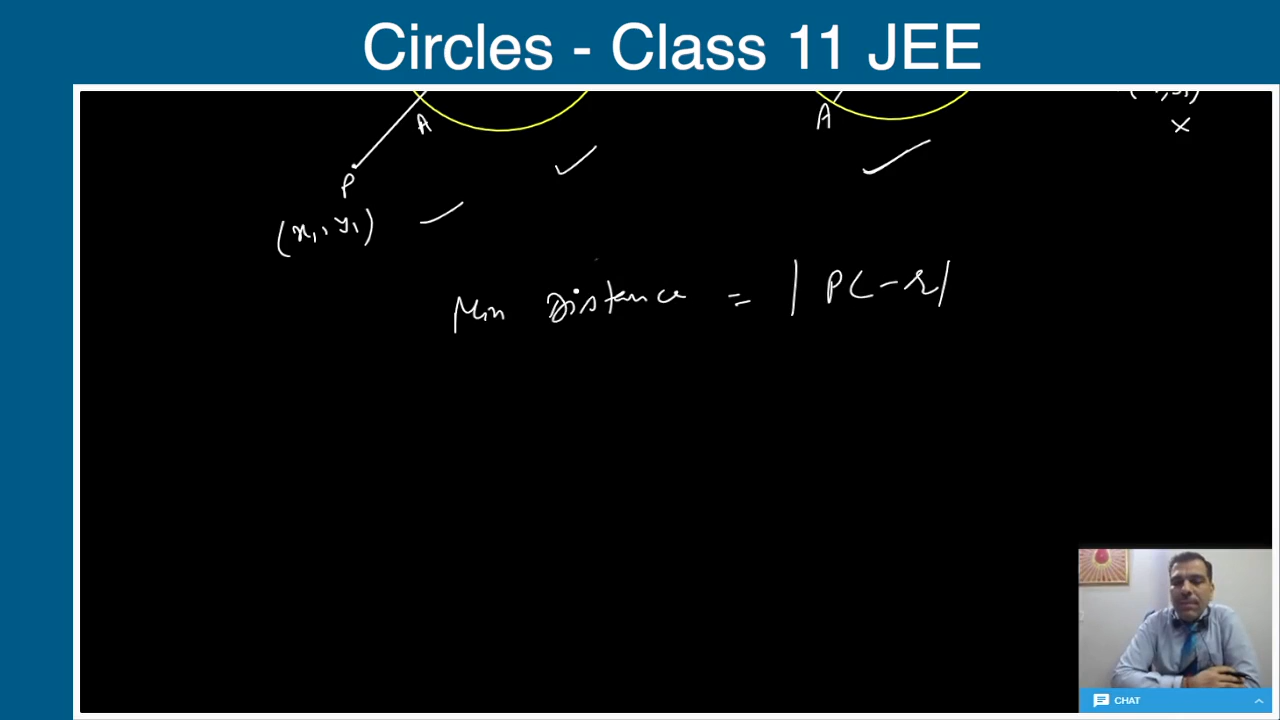 Circles - Class 11 JEE
A
A
×
P
(x₁, y₁)
Min Distance = |PC-r|
CHAT